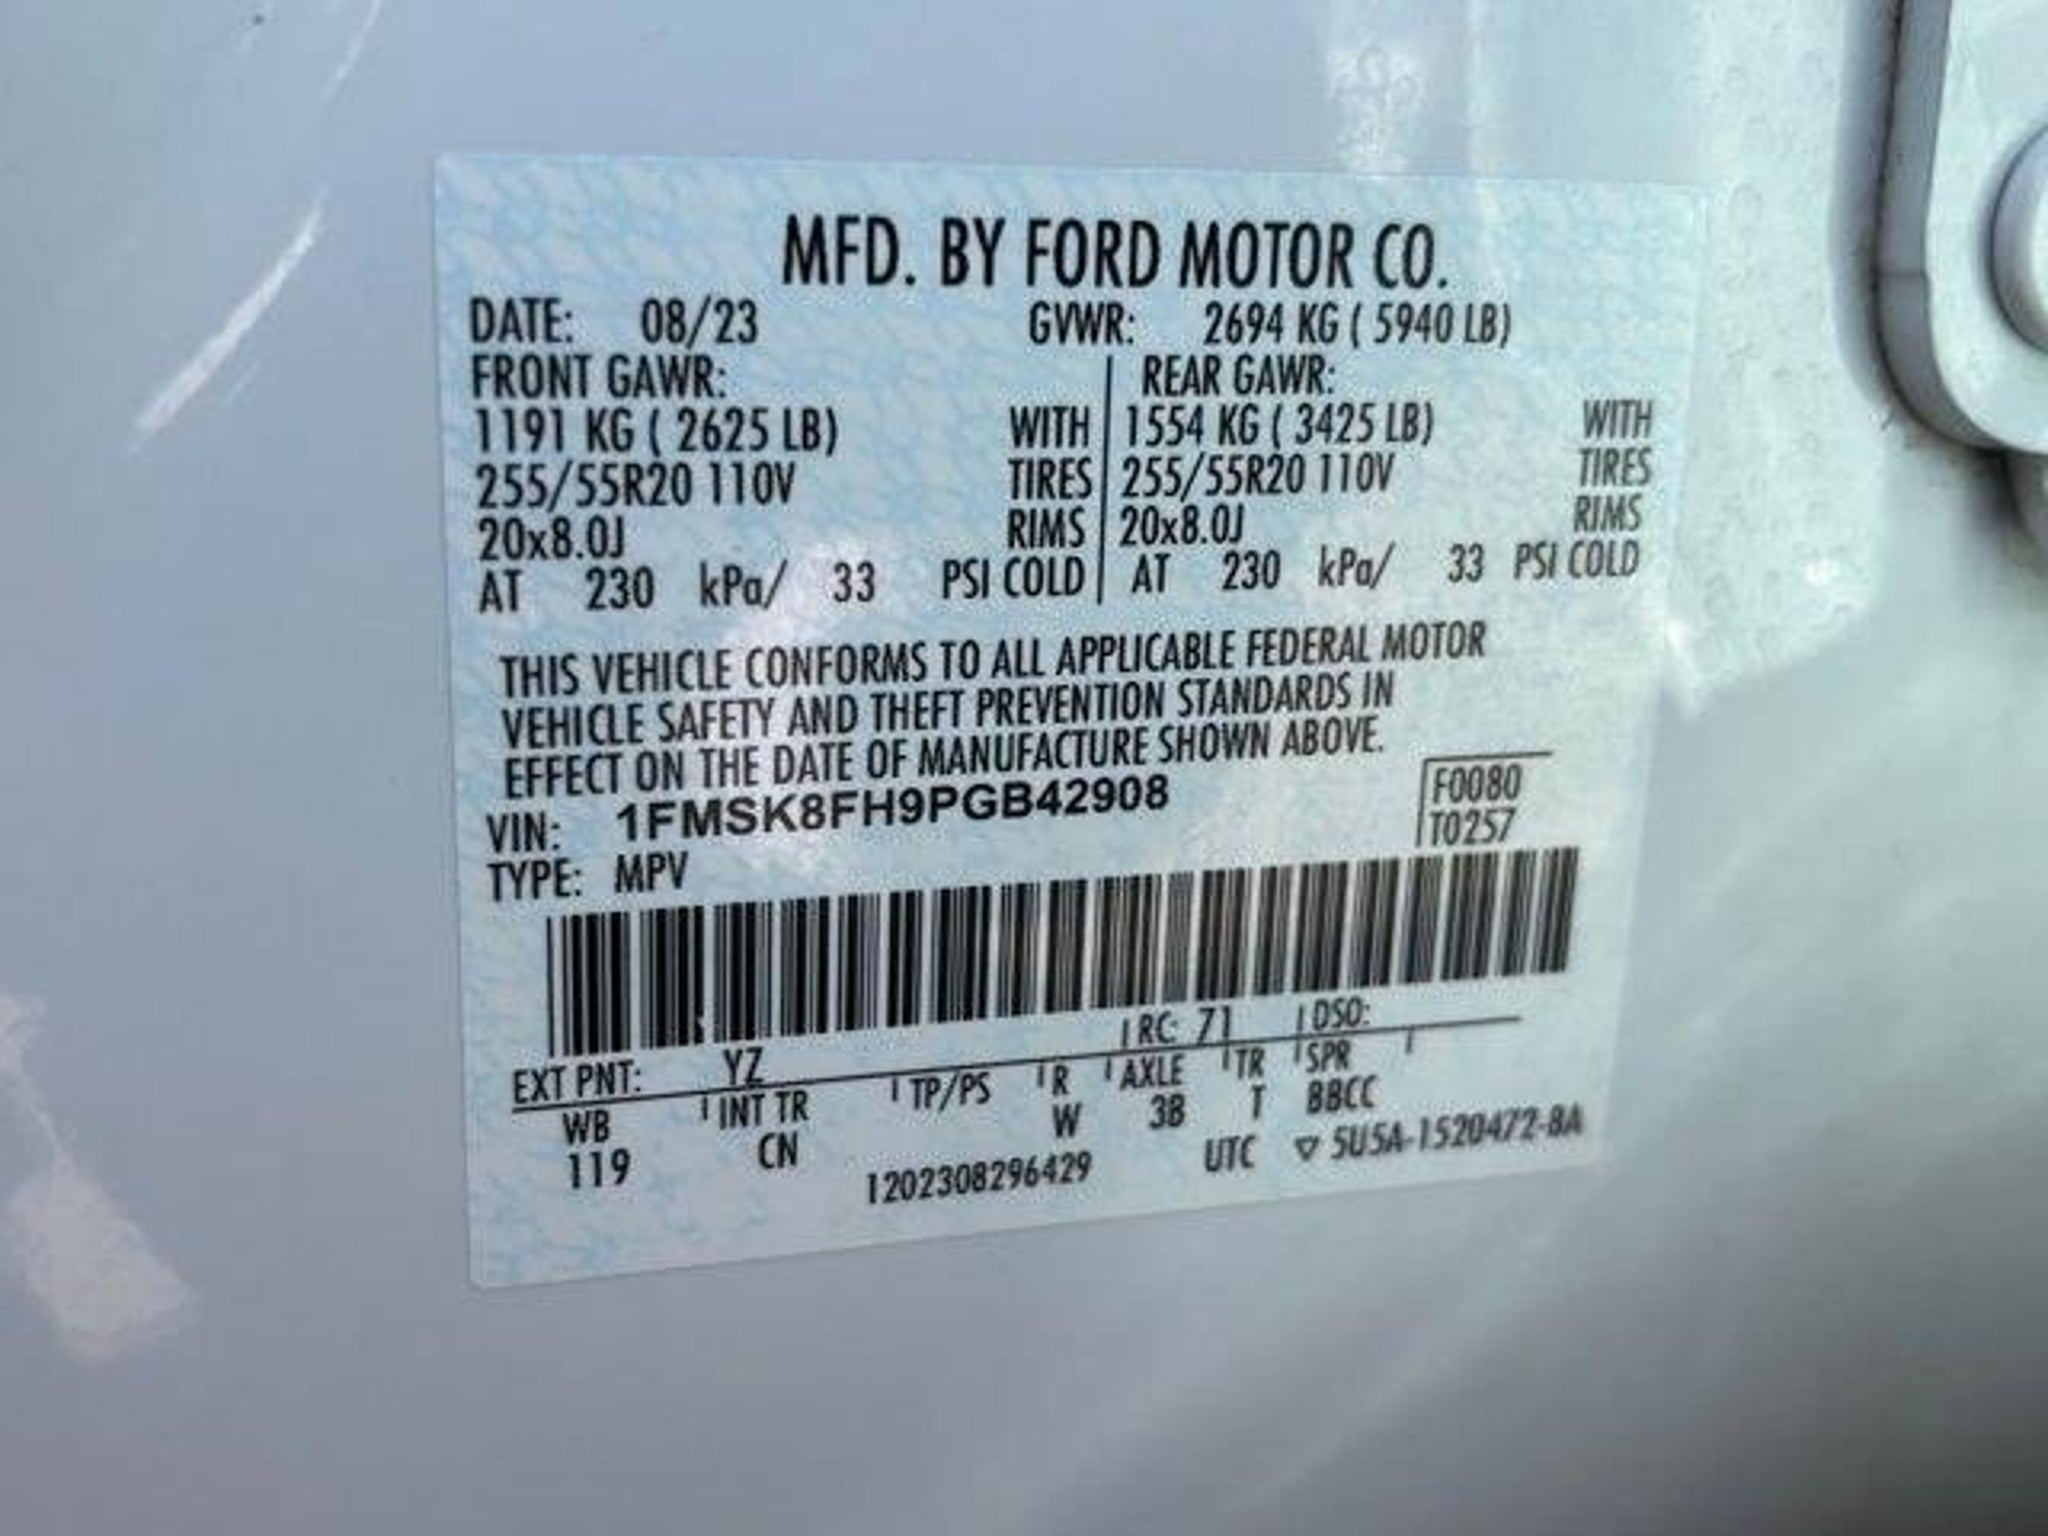 MFD. BY FORD MOTOR CO.
DATE: 08/23 GVWR: 2694 KG ( 5940 LB)
FRONT GAWR: REAR GAWR:
1191 KG ( 2625 LB) WITH 1554 KG ( 3425 LB) WITH
255/55R20 110V TIRES 255/55R20 110V TIRES
20x8.0J RIMS 20x8.0J RIMS
AT 230 kPa/ 33 PSI COLD AT 230 kPa/ 33 PSI COLD
THIS VEHICLE CONFORMS TO ALL APPLICABLE FEDERAL MOTOR
VEHICLE SAFETY AND THEFT PREVENTION STANDARDS IN
EFFECT ON THE DATE OF MANUFACTURE SHOWN ABOVE.
VIN: 1FMSK8FH9PGB42908 F0080
TYPE: MPV T0257
EXT PNT: YZ RC: 71 DSO:
WB INT TR TP/PS R AXLE TR SPR
119 CN W 3B T BBCC
1202308296429 UTC ▽ 5U5A-1520472-BA